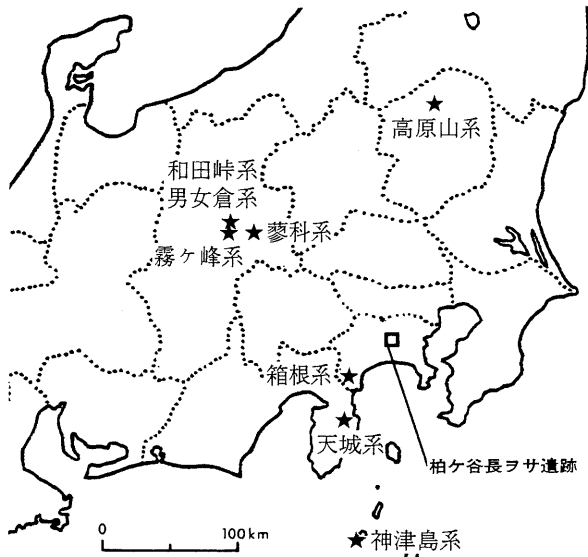 高原山系
和田峠系
男女倉系
蓼科系
霧ヶ峰系
箱根系
天城系
柏ケ谷長ヲサ遺跡
神津島系
0 100km